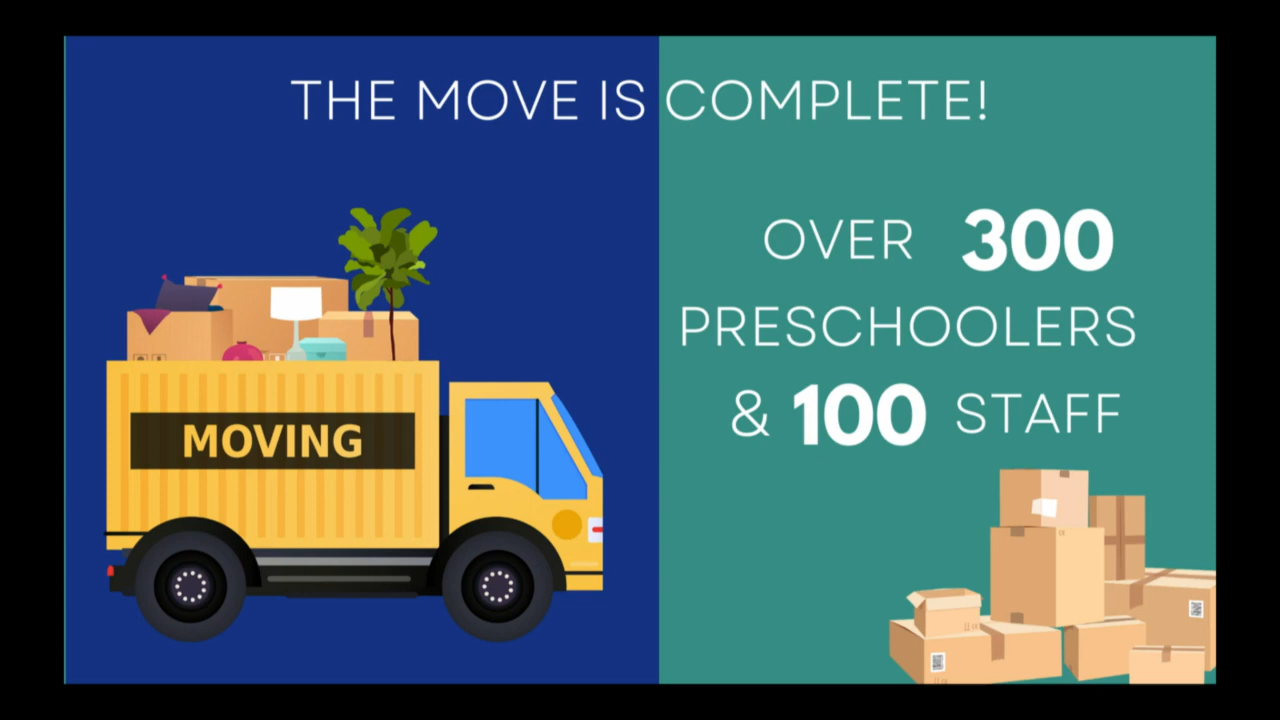 THE MOVE IS COMPLETE!
OVER 300
PRESCHOOLERS
& 100 STAFF
MOVING